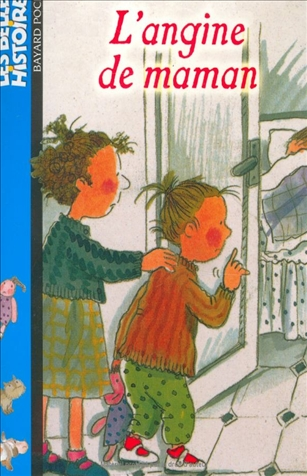 L'angine
de maman
LES BELLES
HISTOIRES
BAYARD POC